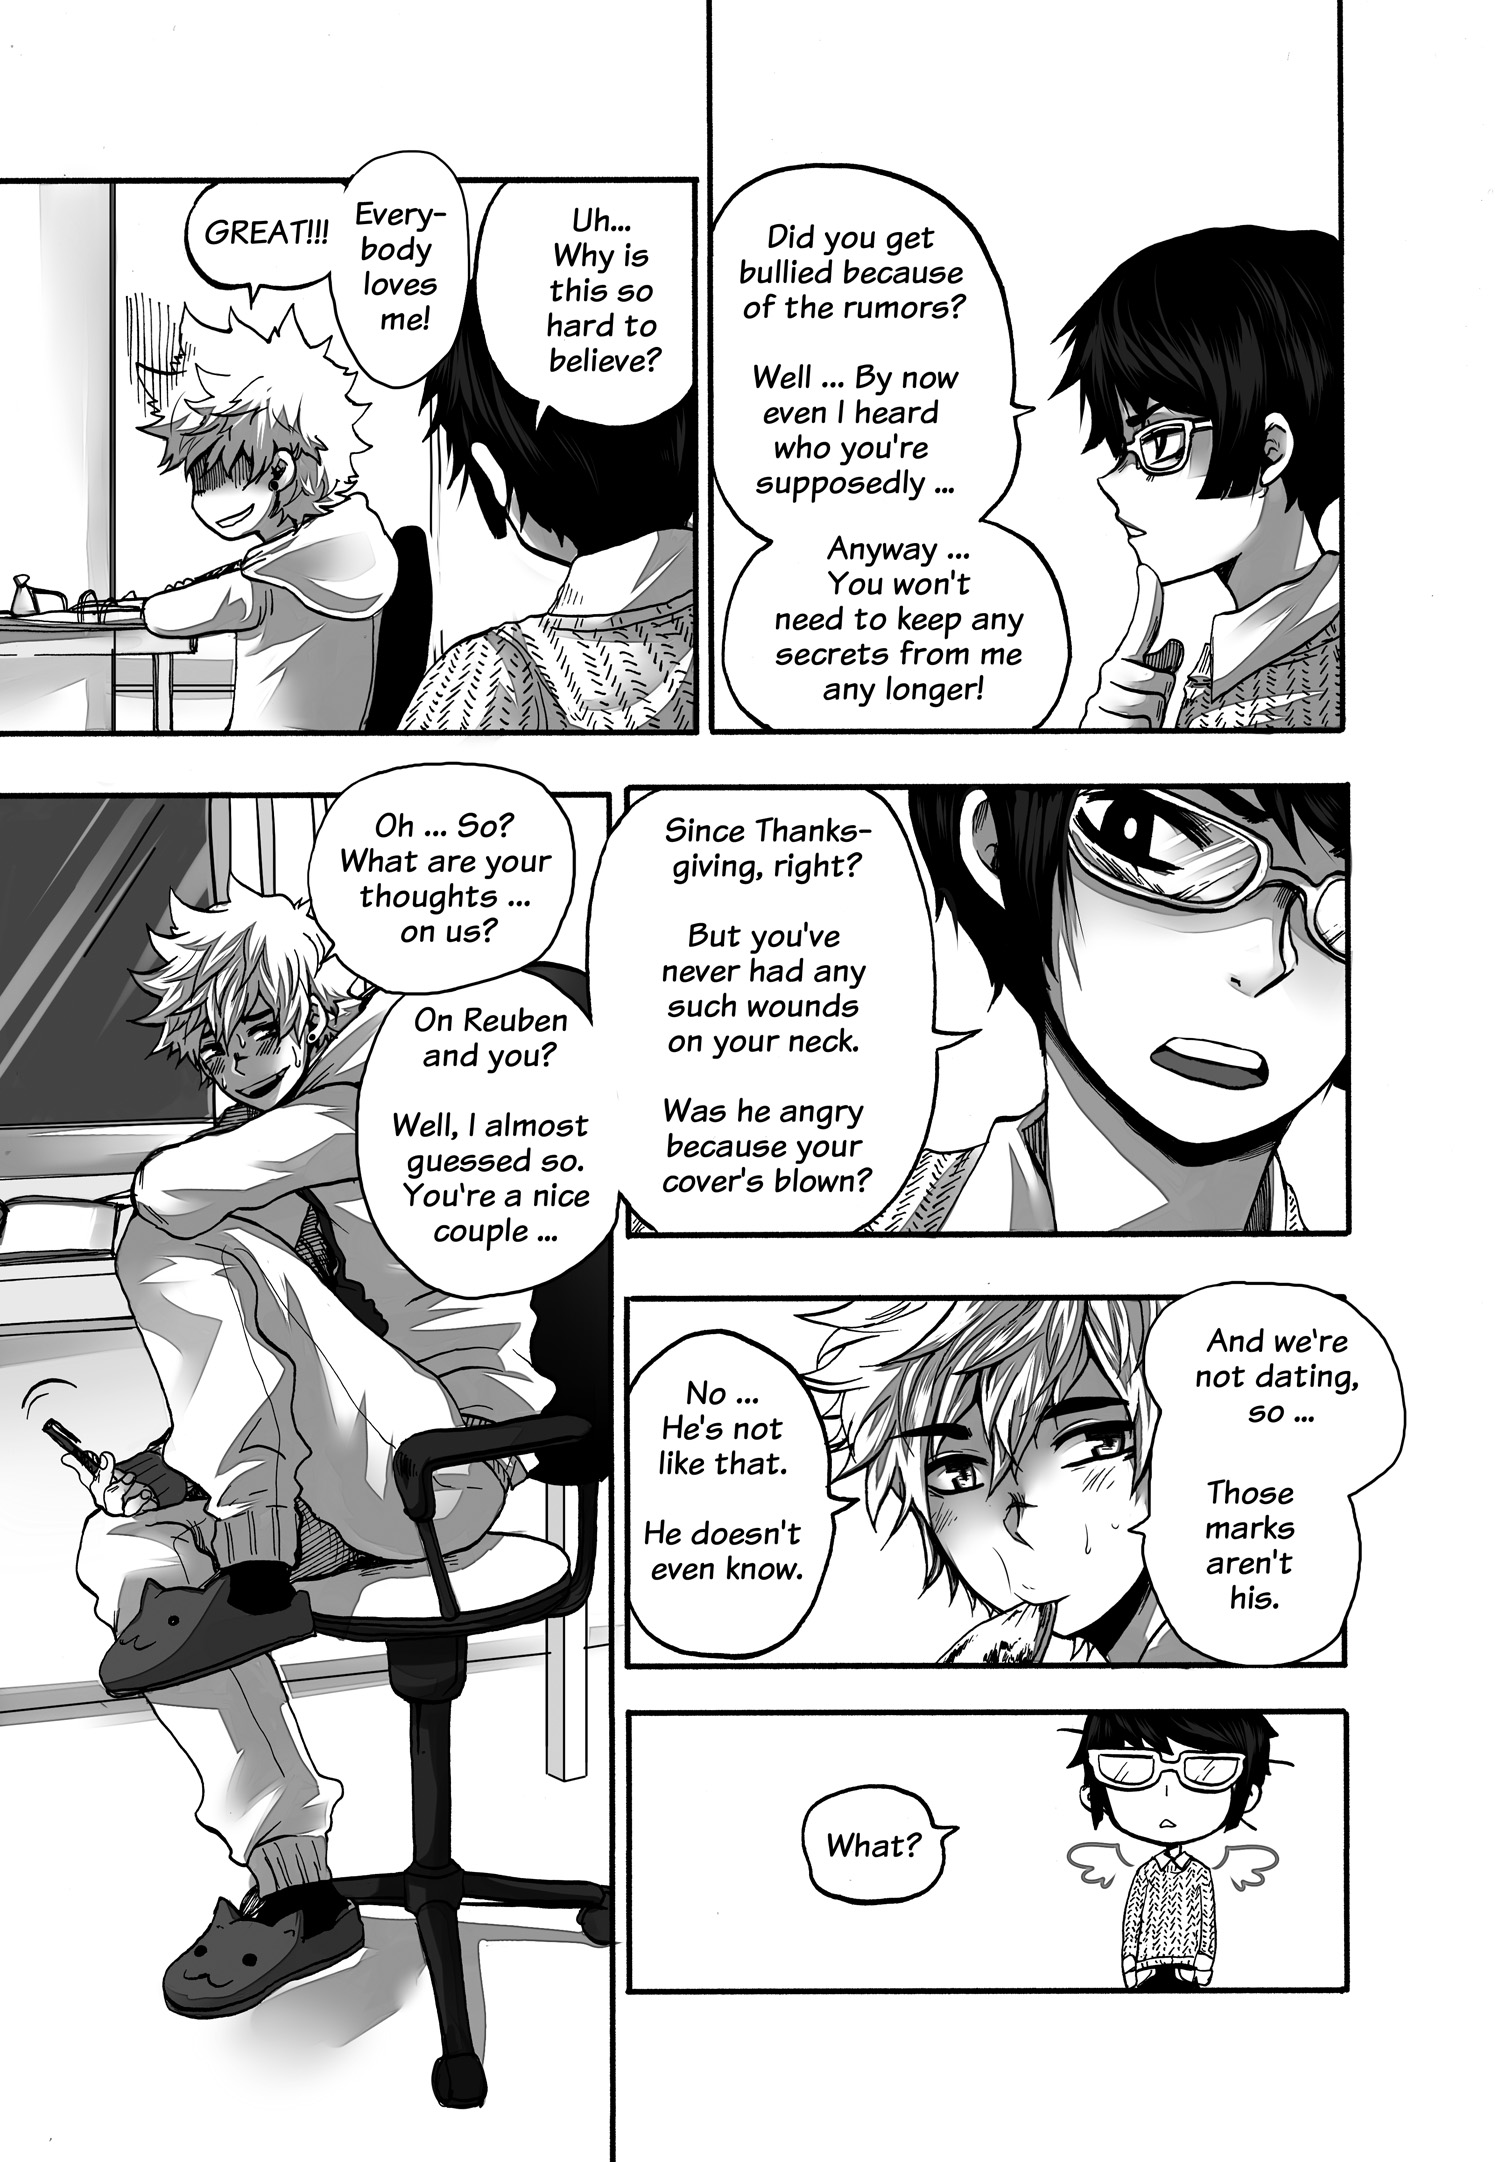 Did you get
bullied because
of the rumors?
Well ... By now
even I heard
who you're
supposedly ...
Anyway ...
You won't
need to keep any
secrets from me
any longer!
Uh...
Why is
this so
hard to
believe?
Every-
body
loves
me!
GREAT!!!
Since Thanks-
giving, right?
But you've
never had any
such wounds
on your neck.
Was he angry
because your
cover's blown?
And we're
not dating,
so ...
Those
marks
aren't
his.
No ...
He's not
like that.
He doesn't
even know.
What?
Oh ... So?
What are your
thoughts ...
on us?
On Reuben
and you?
Well, I almost
guessed so.
You're a nice
couple ...